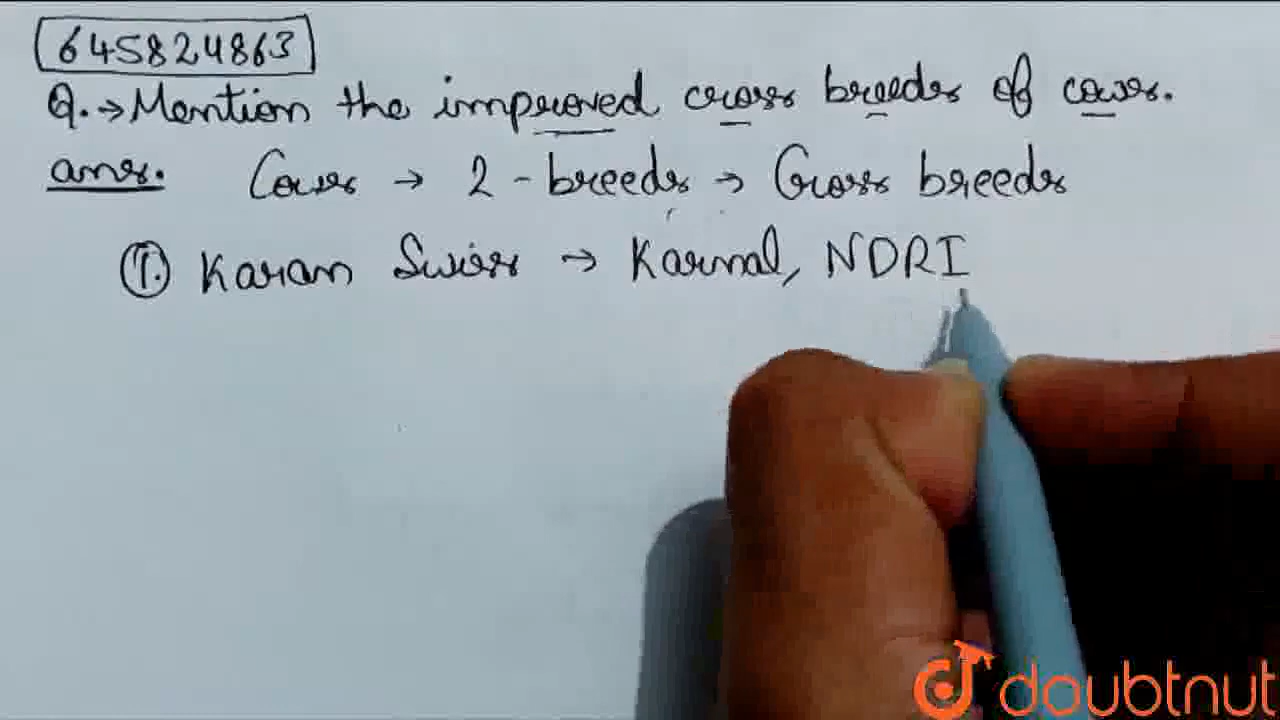 645824863
Q.→ Mention the improved cross breeds of cows.
ans. Cows → 2 - breeds → Cross breeds
①. Karan Swiss → Karnal, NDRI
doubtnut